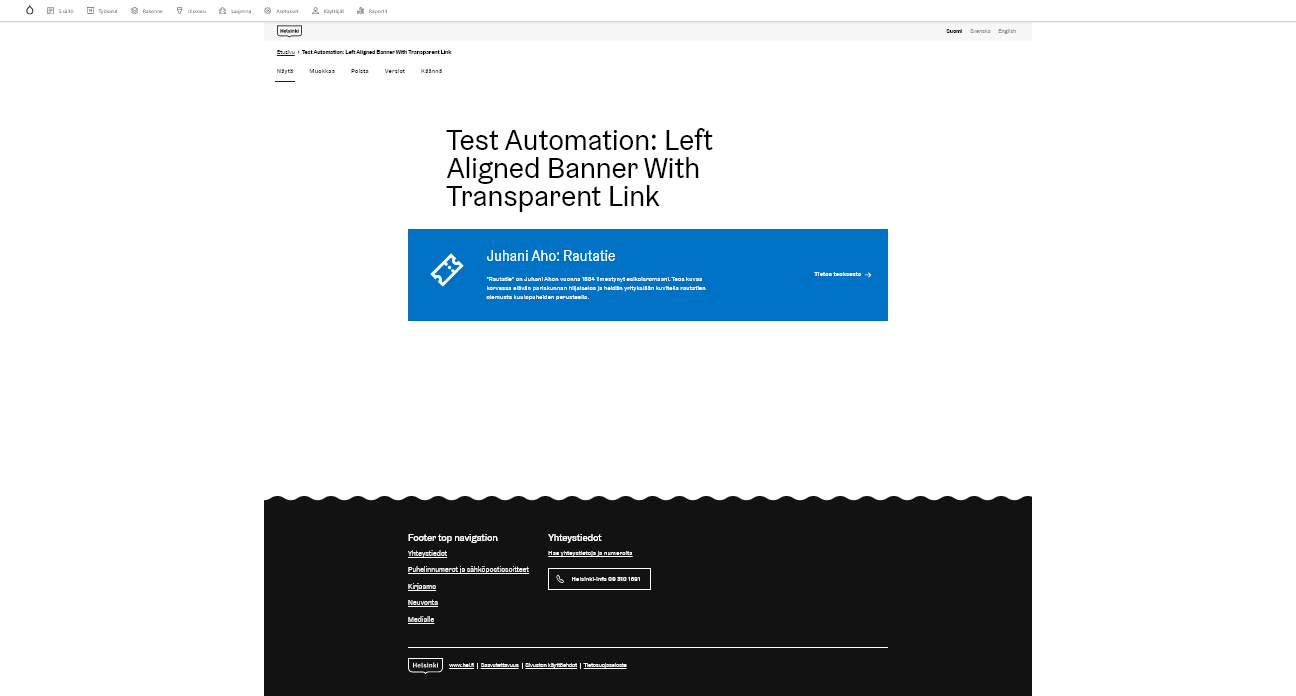 Sisältö Työkalut Rakenne Ulkoasu Laajenna Asetukset Käyttäjät Raportit
Helsinki Suomi Svenska English
Etusivu › Test Automation: Left Aligned Banner With Transparent Link
Näytä Muokkaa Poista Versiot Käännä
Test Automation: Left
Aligned Banner With
Transparent Link
Juhani Aho: Rautatie
"Rautatie" on Juhani Ahon vuonna 1884 ilmestynyt esikoisromaani. Teos kuvaa
korvessa elävän pariskunnan hiljaiseloa ja heidän yrityksiään kuvitella rautatien
olemusta kuulopuheiden perusteella.
Tietoa teoksesta →
Footer top navigation
Yhteystiedot
Puhelinnumerot ja sähköpostiosoitteet
Kirjaamo
Neuvonta
Medialle
Yhteystiedot
Hae yhteystietoja ja numeroita
Helsinki-info 09 310 1691
Helsinki www.hel.fi | Saavutettavuus | Sivuston käyttöehdot | Tietosuojaseloste